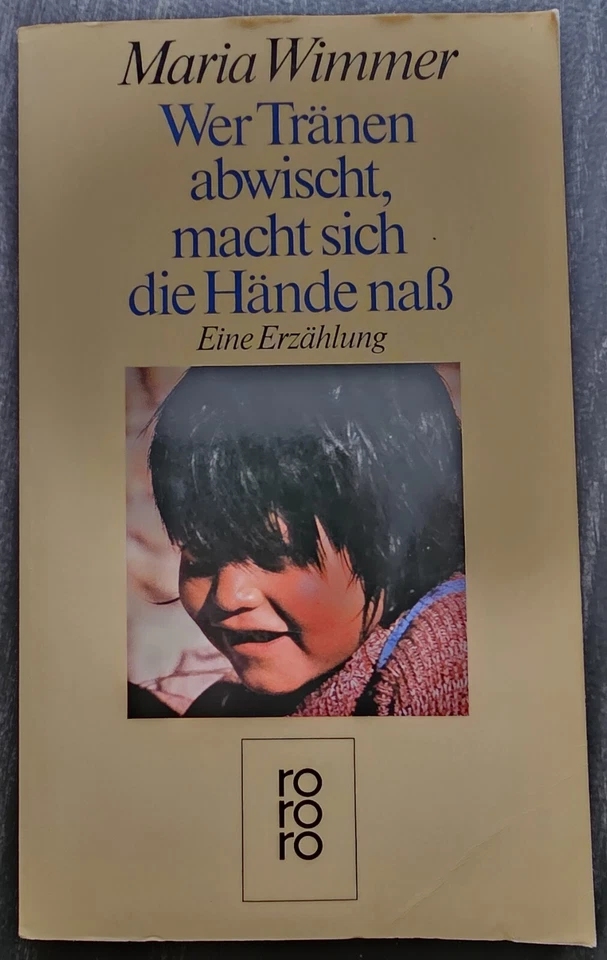 Maria Wimmer
Wer Tränen
abwischt,
macht sich
die Hände naß
Eine Erzählung
ro
ro
ro